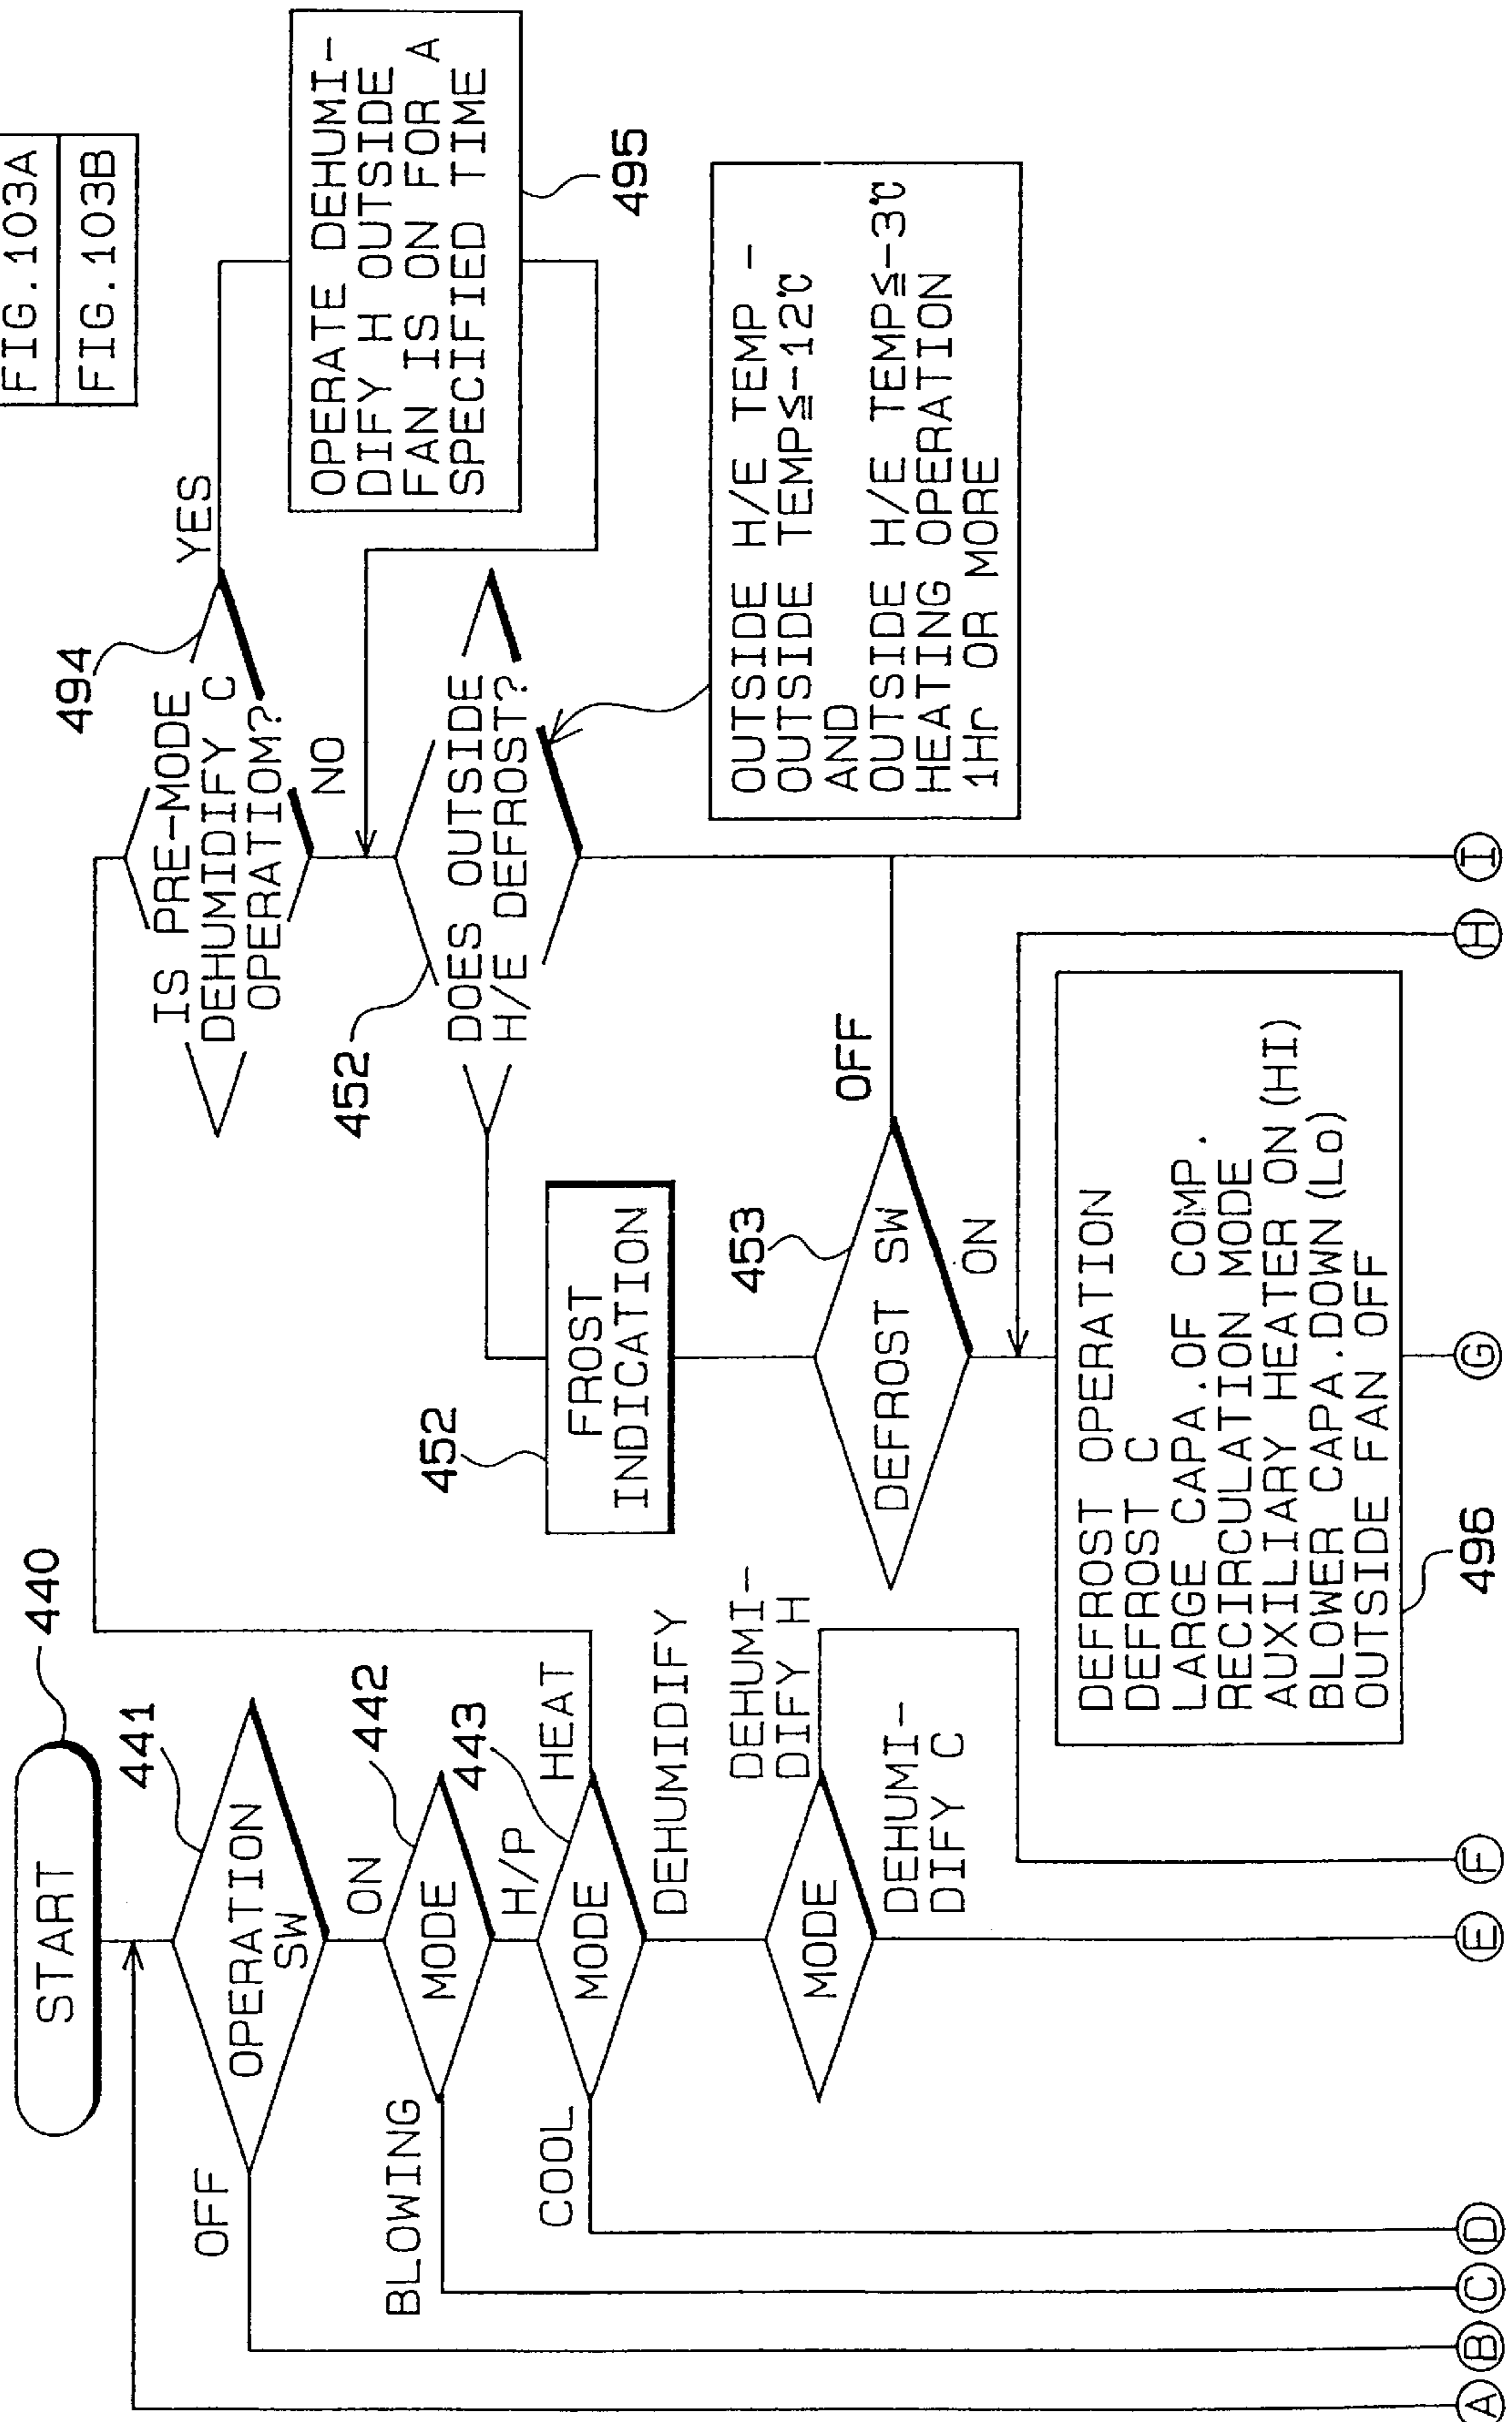 FIG.103A
FIG.103B
START
440
OPERATION
SW
441
OFF
ON
MODE
442
BLOWING
H/P
MODE
443
COOL
HEAT
DEHUMIDIFY
MODE
DEHUMI-
DIFY H
DEHUMI-
DIFY C
IS PRE-MODE
DEHUMIDIFY C
OPERATIOM?
494
YES
NO
OPERATE DEHUMI-
DIFY H OUTSIDE
FAN IS ON FOR A
SPECIFIED TIME
495
452
DOES OUTSIDE
H/E DEFROST?
OUTSIDE H/E TEMP -
OUTSIDE TEMP≦-12℃
AND
OUTSIDE H/E TEMP≦-3℃
HEATING OPERATION
1Hr OR MORE
452
FROST
INDICATION
453
DEFROST SW
OFF
ON
DEFROST OPERATION
DEFROST C
LARGE CAPA.OF COMP.
RECIRCULATION MODE
AUXILIARY HEATER ON(HI)
BLOWER CAPA.DOWN(Lo)
OUTSIDE FAN OFF
496
A B C D E F G H I